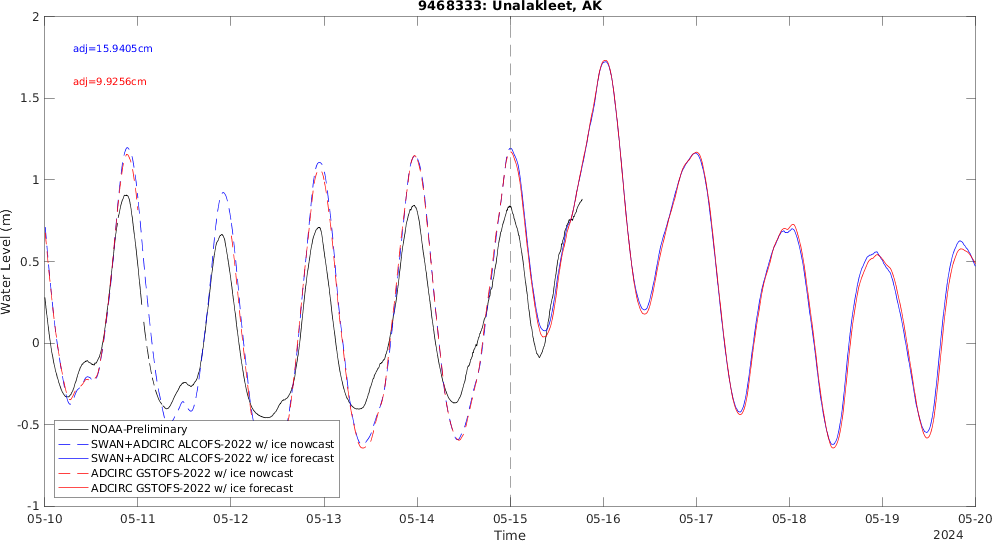 9468333: Unalakleet, AK
adj=15.9405cm
adj=9.9256cm
Water Level (m)
2
1.5
1
0.5
0
-0.5
-1
NOAA-Preliminary
SWAN+ADCIRC ALCOFS-2022 w/ ice nowcast
SWAN+ADCIRC ALCOFS-2022 w/ ice forecast
ADCIRC GSTOFS-2022 w/ ice nowcast
ADCIRC GSTOFS-2022 w/ ice forecast
05-10 05-11 05-12 05-13 05-14 05-15 05-16 05-17 05-18 05-19 05-20
Time
2024